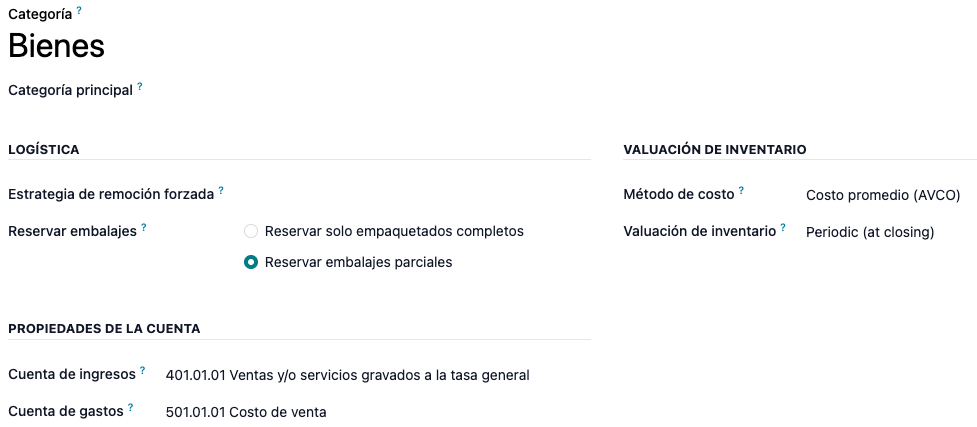 Categoría ?
Bienes
Categoría principal ?
LOGÍSTICA
Estrategia de remoción forzada ?
Reservar embalajes ?
Reservar solo empaquetados completos
Reservar embalajes parciales
VALUACIÓN DE INVENTARIO
Método de costo ? Costo promedio (AVCO)
Valuación de inventario ? Periodic (at closing)
PROPIEDADES DE LA CUENTA
Cuenta de ingresos ? 401.01.01 Ventas y/o servicios gravados a la tasa general
Cuenta de gastos ? 501.01.01 Costo de venta